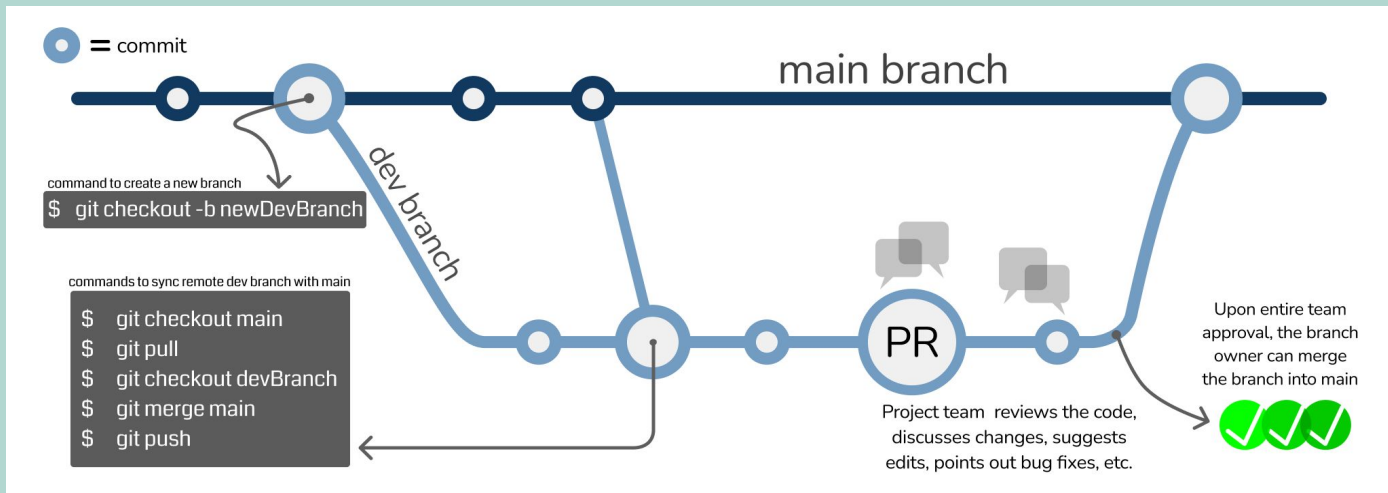 = commit
main branch
dev branch
command to create a new branch
$ git checkout -b newDevBranch
commands to sync remote dev branch with main
$ git checkout main
$ git pull
$ git checkout devBranch
$ git merge main
$ git push
PR
Project team reviews the code,
discusses changes, suggests
edits, points out bug fixes, etc.
Upon entire team
approval, the branch
owner can merge
the branch into main